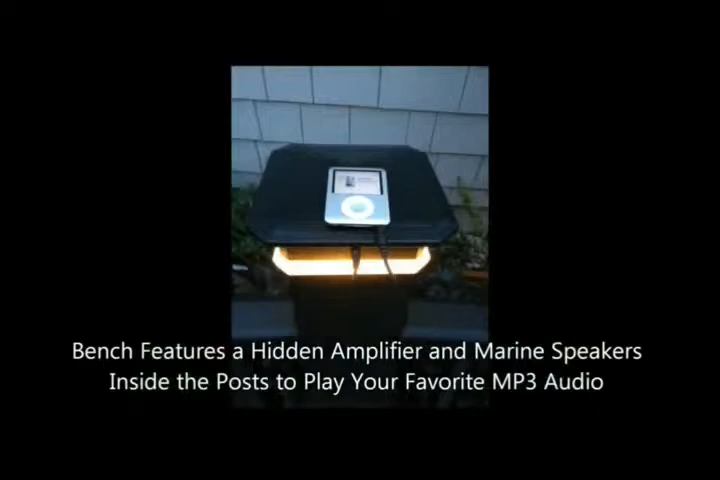 Bench Features a Hidden Amplifier and Marine Speakers
Inside the Posts to Play Your Favorite MP3 Audio